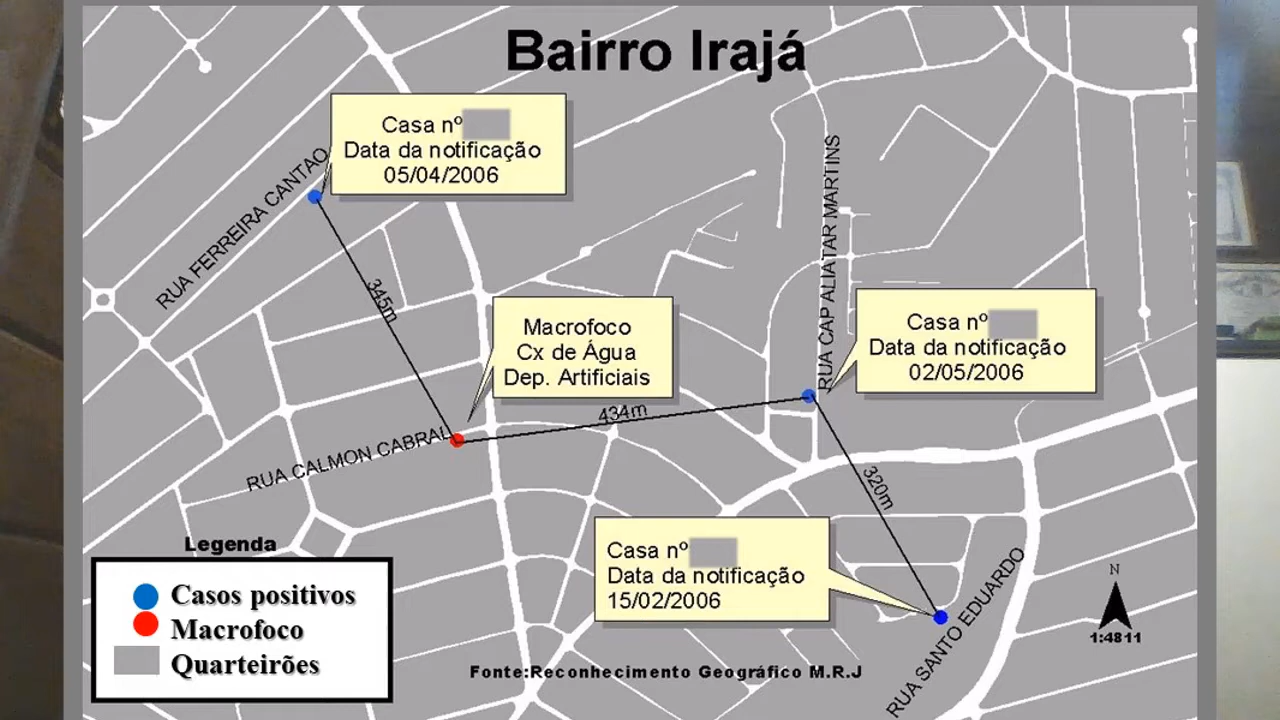 Bairro Irajá
Casa nº
Data da notificação
05/04/2006
RUA FERREIRA CANTAO
RUA CAP ALIATAR MARTINS
345m
Macrofoco
Cx de Água
Dep. Artificiais
Casa nº
Data da notificação
02/05/2006
434m
RUA CALMON CABRAL
320m
Casa nº
Data da notificação
15/02/2006
RUA SANTO EDUARDO
Legenda
Casos positivos
Macrofoco
Quarteirões
N
1:4811
Fonte:Reconhecimento Geográfico M.R.J